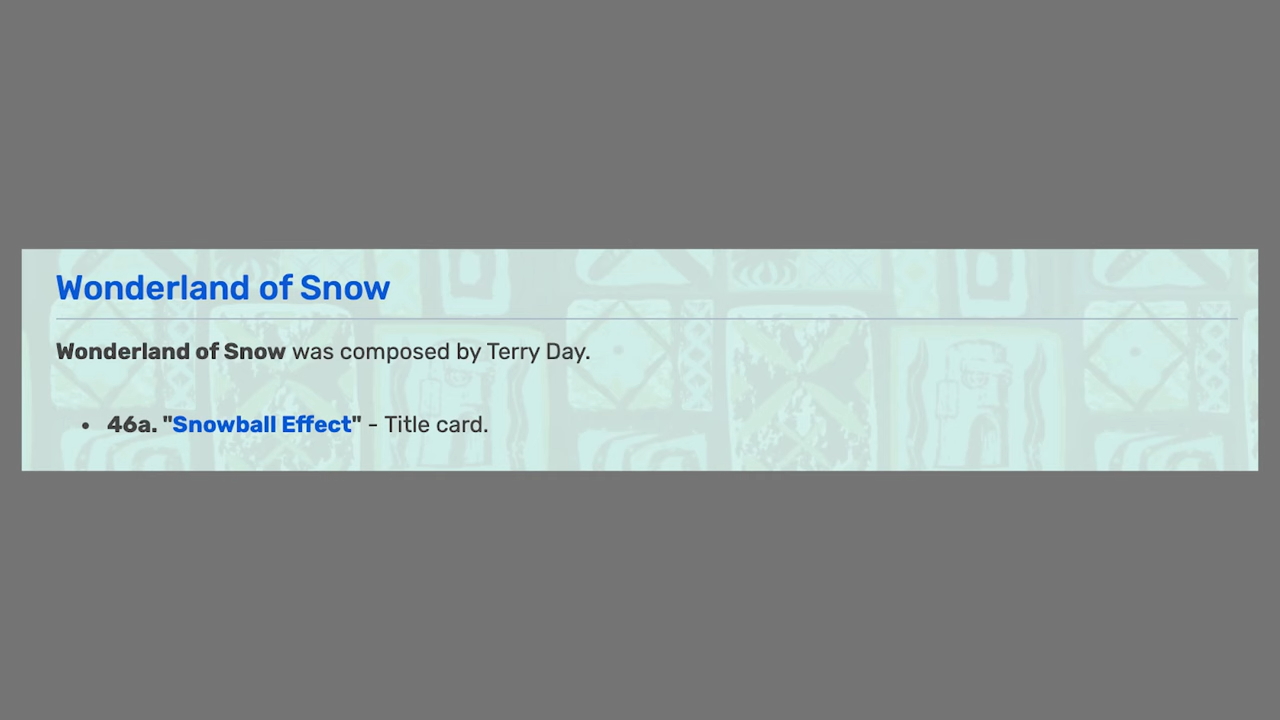 Wonderland of Snow
Wonderland of Snow was composed by Terry Day.
• 46a. "Snowball Effect" - Title card.